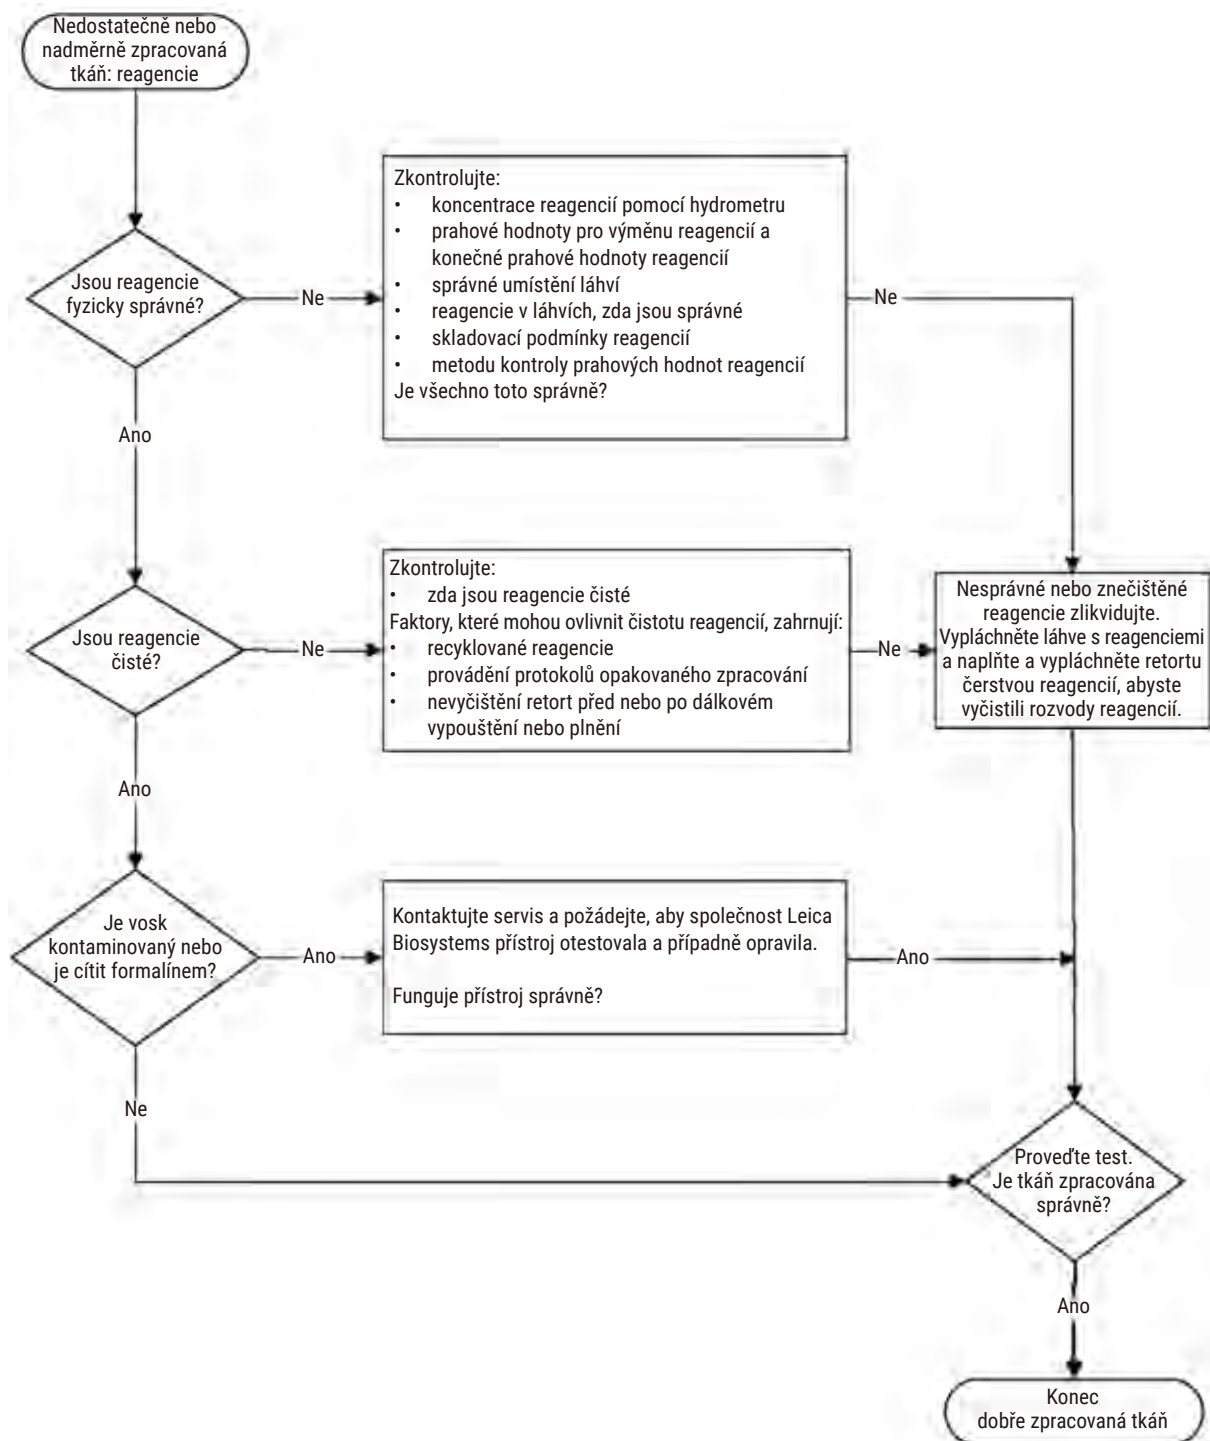 Nedostatečně nebo
nadměrně zpracovaná
tkáň: reagencie
Zkontrolujte:
• koncentrace reagencií pomocí hydrometru
• prahové hodnoty pro výměnu reagencií a
konečné prahové hodnoty reagencií
• správné umístění láhví
• reagencie v láhvích, zda jsou správné
• skladovací podmínky reagencií
• metodu kontroly prahových hodnot reagencií
Je všechno toto správně?
Jsou reagencie
fyzicky správné?
Ne
Ne
Ano
Zkontrolujte:
• zda jsou reagencie čisté
Faktory, které mohou ovlivnit čistotu reagencií, zahrnují:
• recyklované reagencie
• provádění protokolů opakovaného zpracování
• nevyčištění retort před nebo po dálkovém
vypouštění nebo plnění
Jsou reagencie
čisté?
Ne
Ne
Nesprávné nebo znečištěné
reagencie zlikvidujte.
Vypláchněte láhve s reagenciemi
a naplňte a vypláchněte retortu
čerstvou reagencií, abyste
vyčistili rozvody reagencií.
Ano
Je vosk
kontaminovaný nebo
je cítit formalínem?
Ano
Kontaktujte servis a požádejte, aby společnost Leica
Biosystems přístroj otestovala a případně opravila.
Funguje přístroj správně?
Ano
Ne
Proveďte test.
Je tkáň zpracována
správně?
Ano
Konec
dobře zpracovaná tkáň